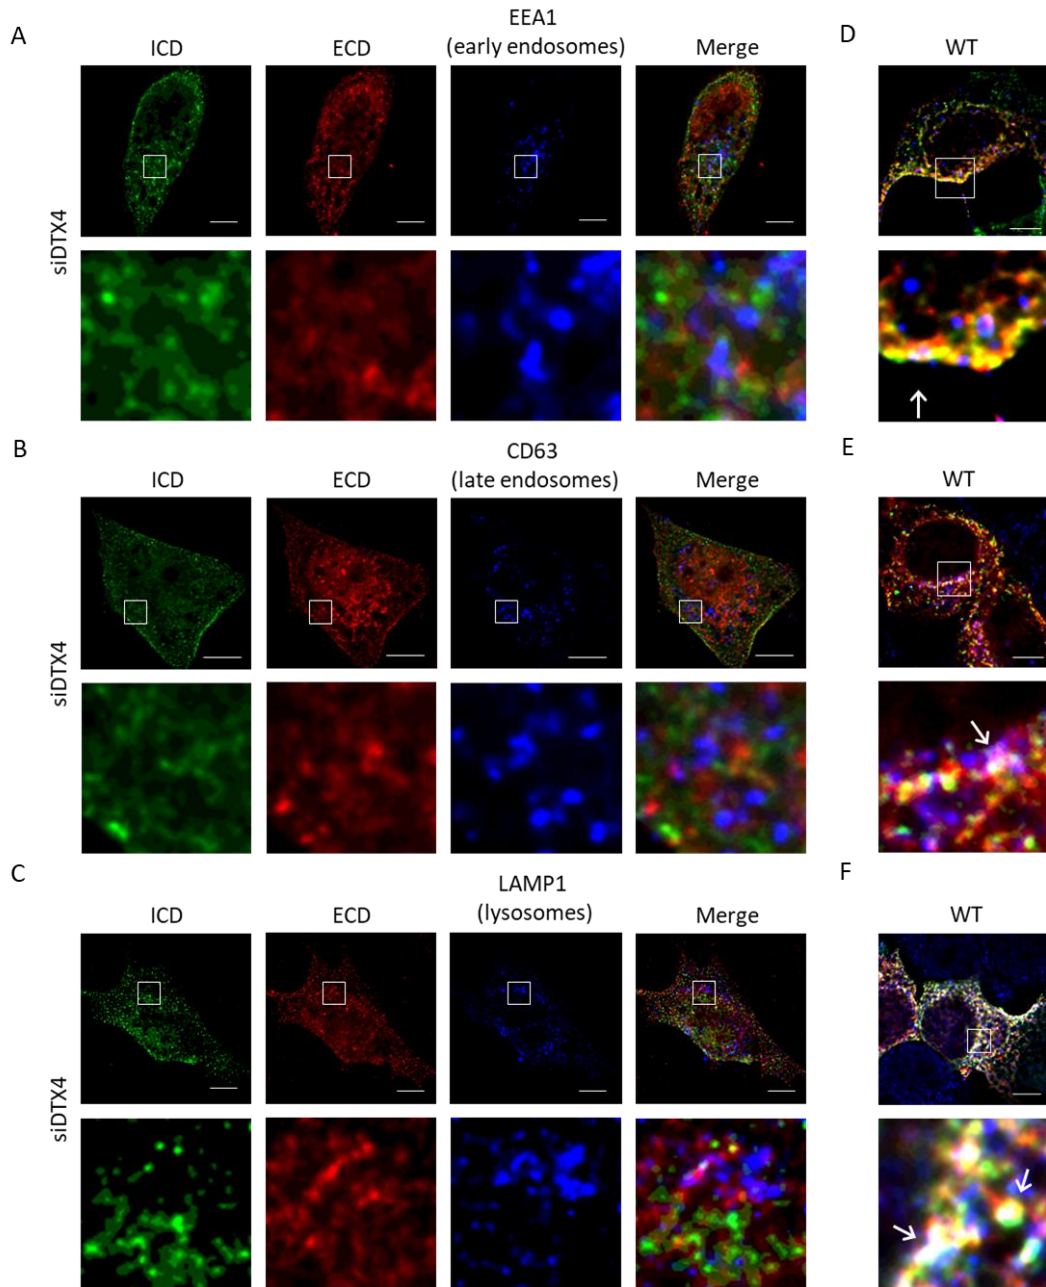 A
ICD
ECD
EEA1
(early endosomes)
Merge
D
WT
siDTX4
B
ICD
ECD
CD63
(late endosomes)
Merge
E
WT
siDTX4
C
ICD
ECD
LAMP1
(lysosomes)
Merge
F
WT
siDTX4